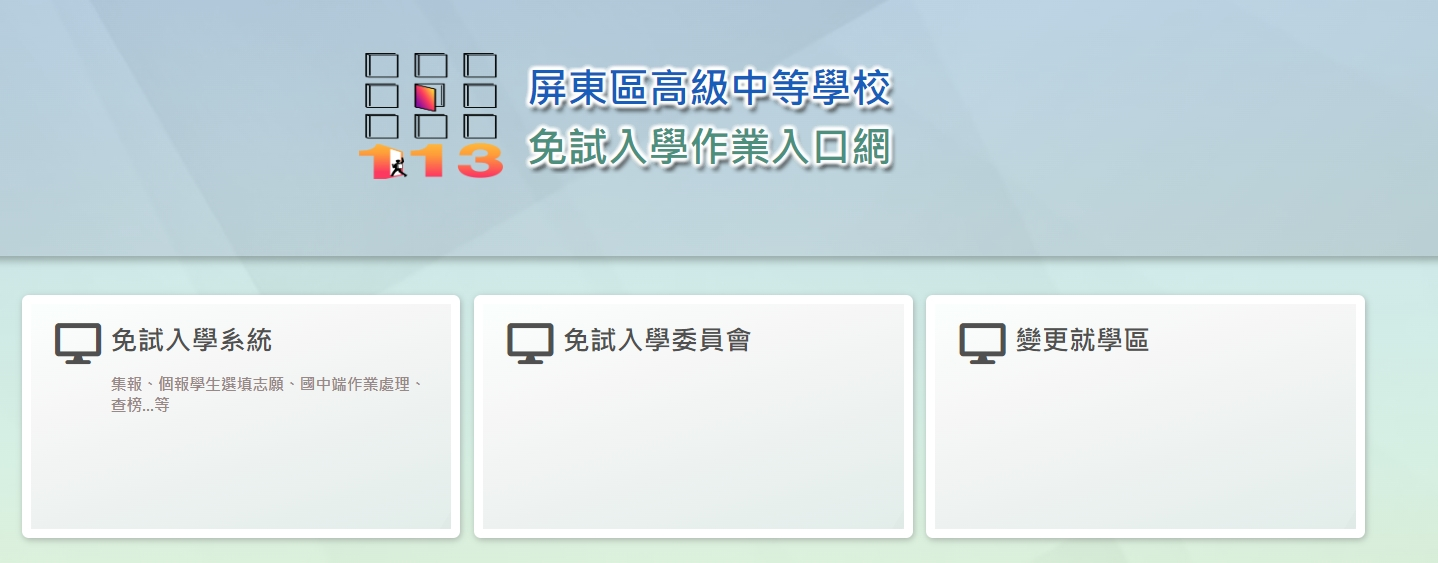 屏東區高級中等學校
免試入學作業入口網
113
免試入學系統
集報、個報學生選填志願、國中端作業處理、
查榜...等
免試入學委員會
變更就學區